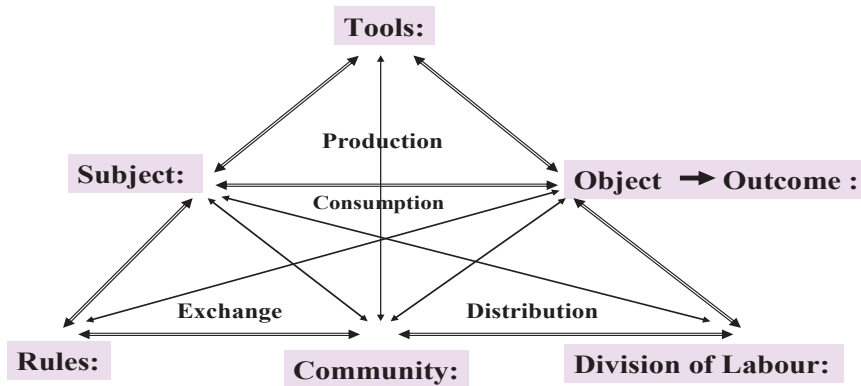 Tools:
Production
Subject:
Object → Outcome :
Consumption
Exchange
Distribution
Rules:
Community:
Division of Labour: